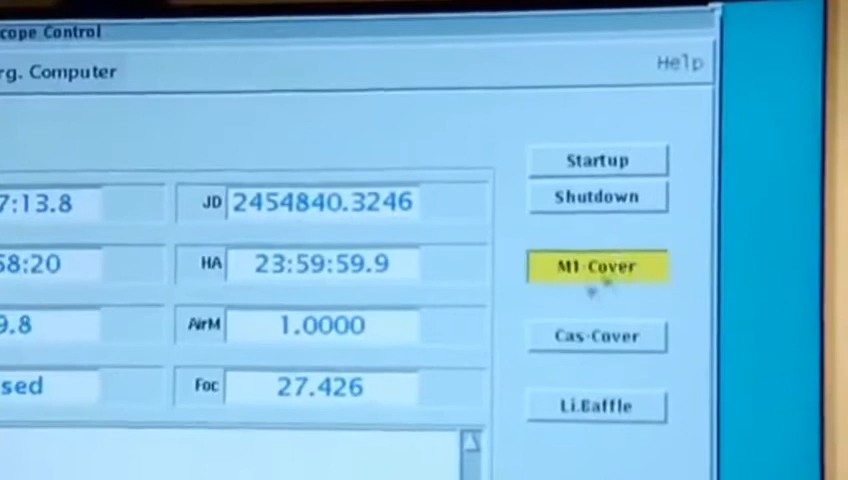 cope Control
rg. Computer
Help
Startup
7:13.8
JD
2454840.3246
Shutdown
58:20
HA
23:59:59.9
M1-Cover
9.8
AirM
1.0000
Cas-Cover
sed
Foc
27.426
Li.Baffle